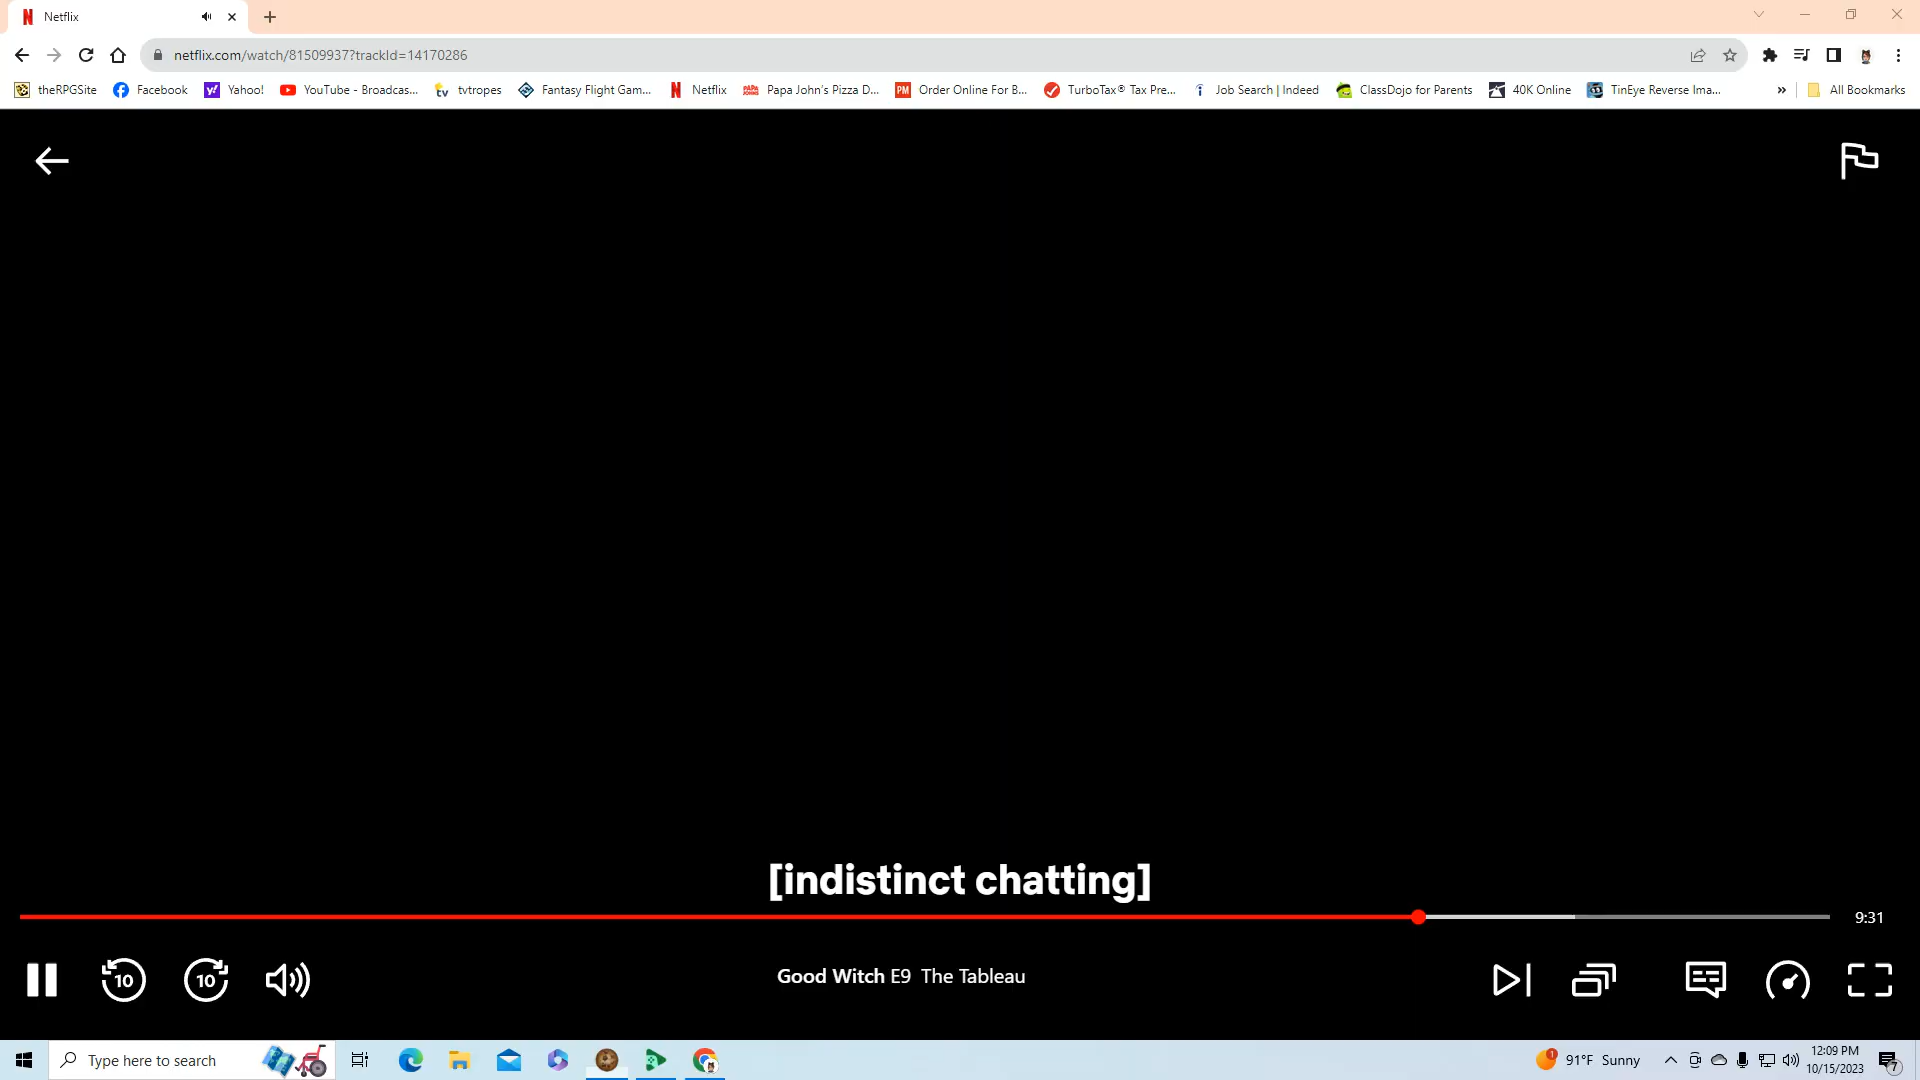 Netflix
netflix.com/watch/81509937?trackId=14170286
theRPGSite Facebook Yahoo! YouTube - Broadcas... tvtropes Fantasy Flight Gam... Netflix Papa John's Pizza D... Order Online For B... TurboTax® Tax Pre... Job Search | Indeed ClassDojo for Parents 40K Online TinEye Reverse Ima... » All Bookmarks
[indistinct chatting]
9:31
10 10 Good Witch E9 The Tableau
Type here to search 1 91°F Sunny 12:09 PM
10/15/2023 7